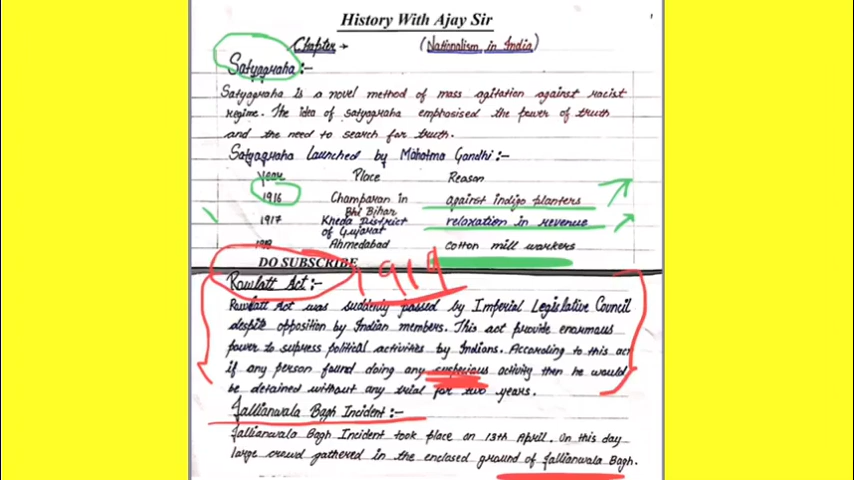 History With Ajay Sir
Chapter → (Nationalism in India)
Satyagraha :-
Satyagraha is a novel method of mass agitation against racist
regime. The idea of satyagraha emphasised the power of truth
and the need to search for truth.
Satyagraha launched by Mahatma Gandhi :-
Year Place Reason
1916 Champaran in Bihar against indigo planters
1917 Kheda District of Gujarat relaxation in revenue
Ahmedabad cotton mill workers
DO SUBSCRIBE
Rowlatt Act :- 1919
Rowlatt Act was suddenly passed by Imperial Legislative Council
despite opposition by Indian members. This act provide enormous
power to supress political activities by Indians. According to this act
if any person found doing any suspecious activity then he would
be detained without any trial for two years.
Jallianwala Bagh Incident :-
Jallianwala Bagh Incident took place on 13th April. On this day
large crowd gathered in the enclosed ground of Jallianwala Bagh.